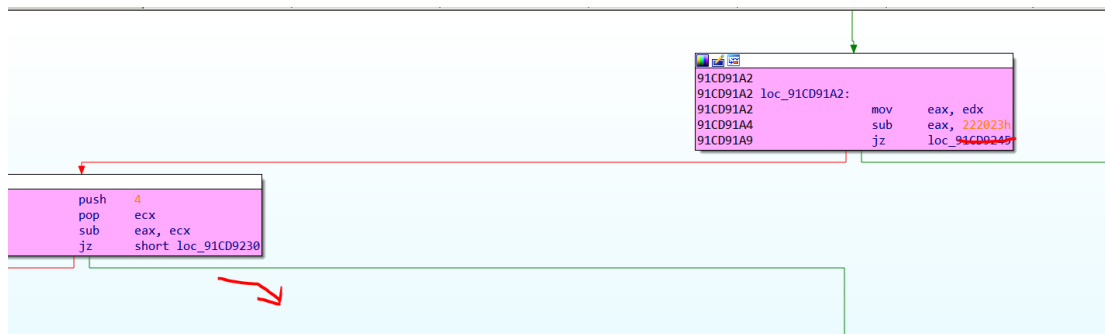 91CD91A2
91CD91A2 loc_91CD91A2:
91CD91A2 mov eax, edx
91CD91A4 sub eax, 222023h
91CD91A9 jz loc_91CD9245
push 4
pop ecx
sub eax, ecx
jz short loc_91CD9230